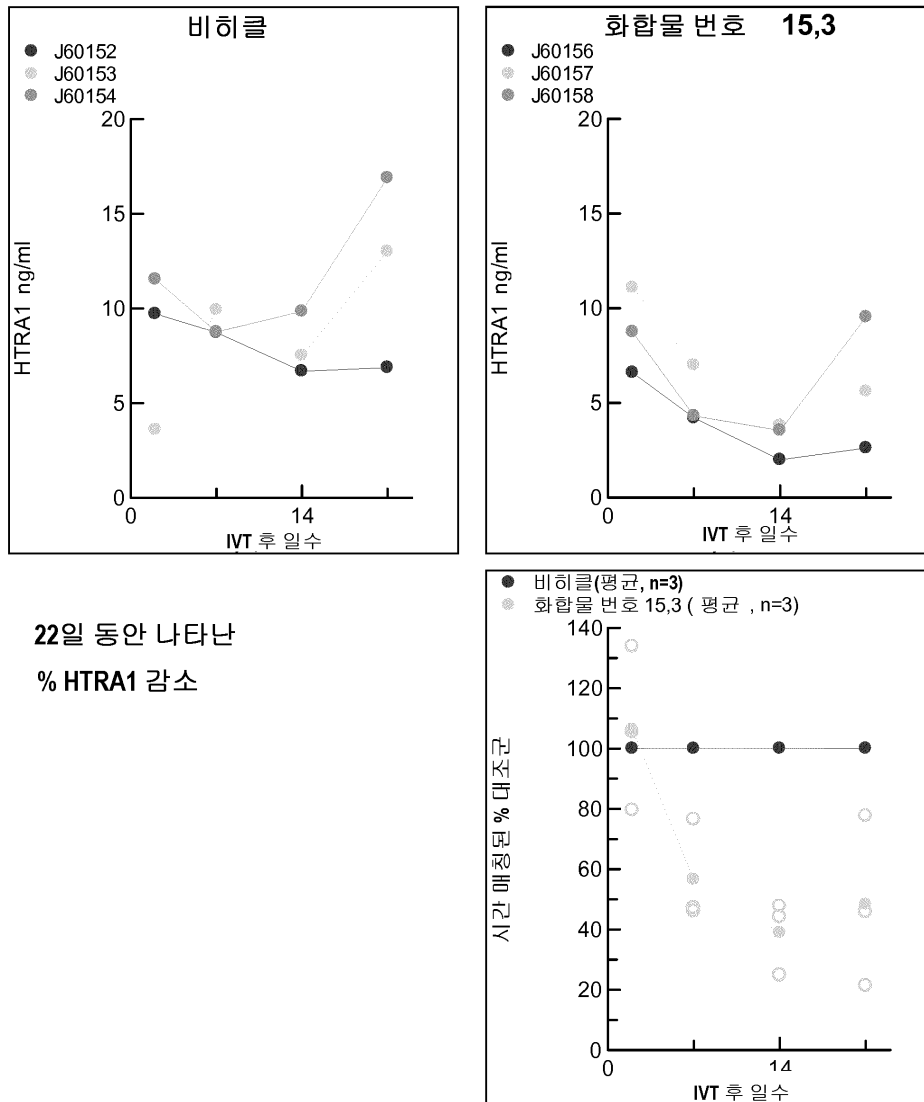 비히클
J60152
J60153
J60154
20
15
10
5
0
HTRA1 ng/ml
0
14
IVT 후 일수
화합물 번호 15,3
J60156
J60157
J60158
20
15
10
5
0
HTRA1 ng/ml
0
14
IVT 후 일수
22일 동안 나타난
% HTRA1 감소
비히클(평균, n=3)
화합물 번호 15,3 ( 평균 , n=3)
140
120
100
80
60
40
20
0
시간 매칭된 % 대조군
0
14
IVT 후 일수